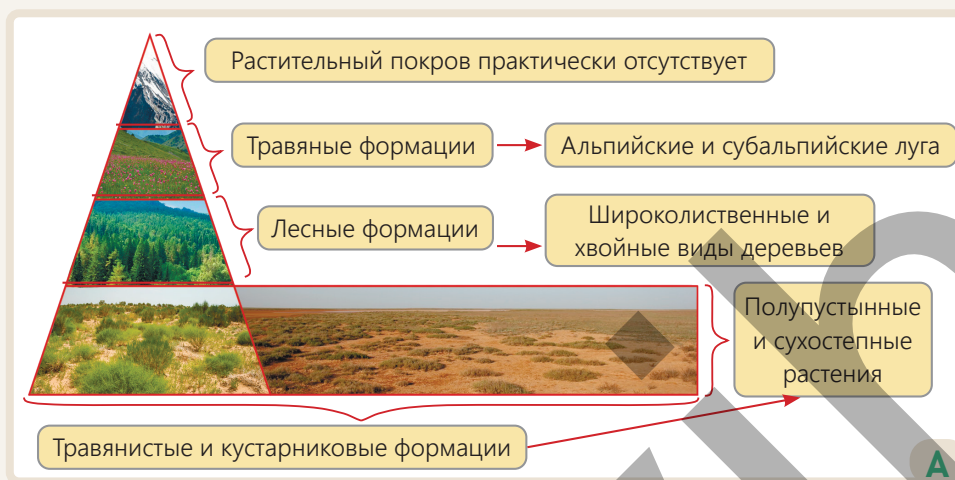 Растительный покров практически отсутствует
Травяные формации
Альпийские и субальпийские луга
Лесные формации
Широколиственные и
хвойные виды деревьев
Полупустынные
и сухостепные
растения
Травянистые и кустарниковые формации
A